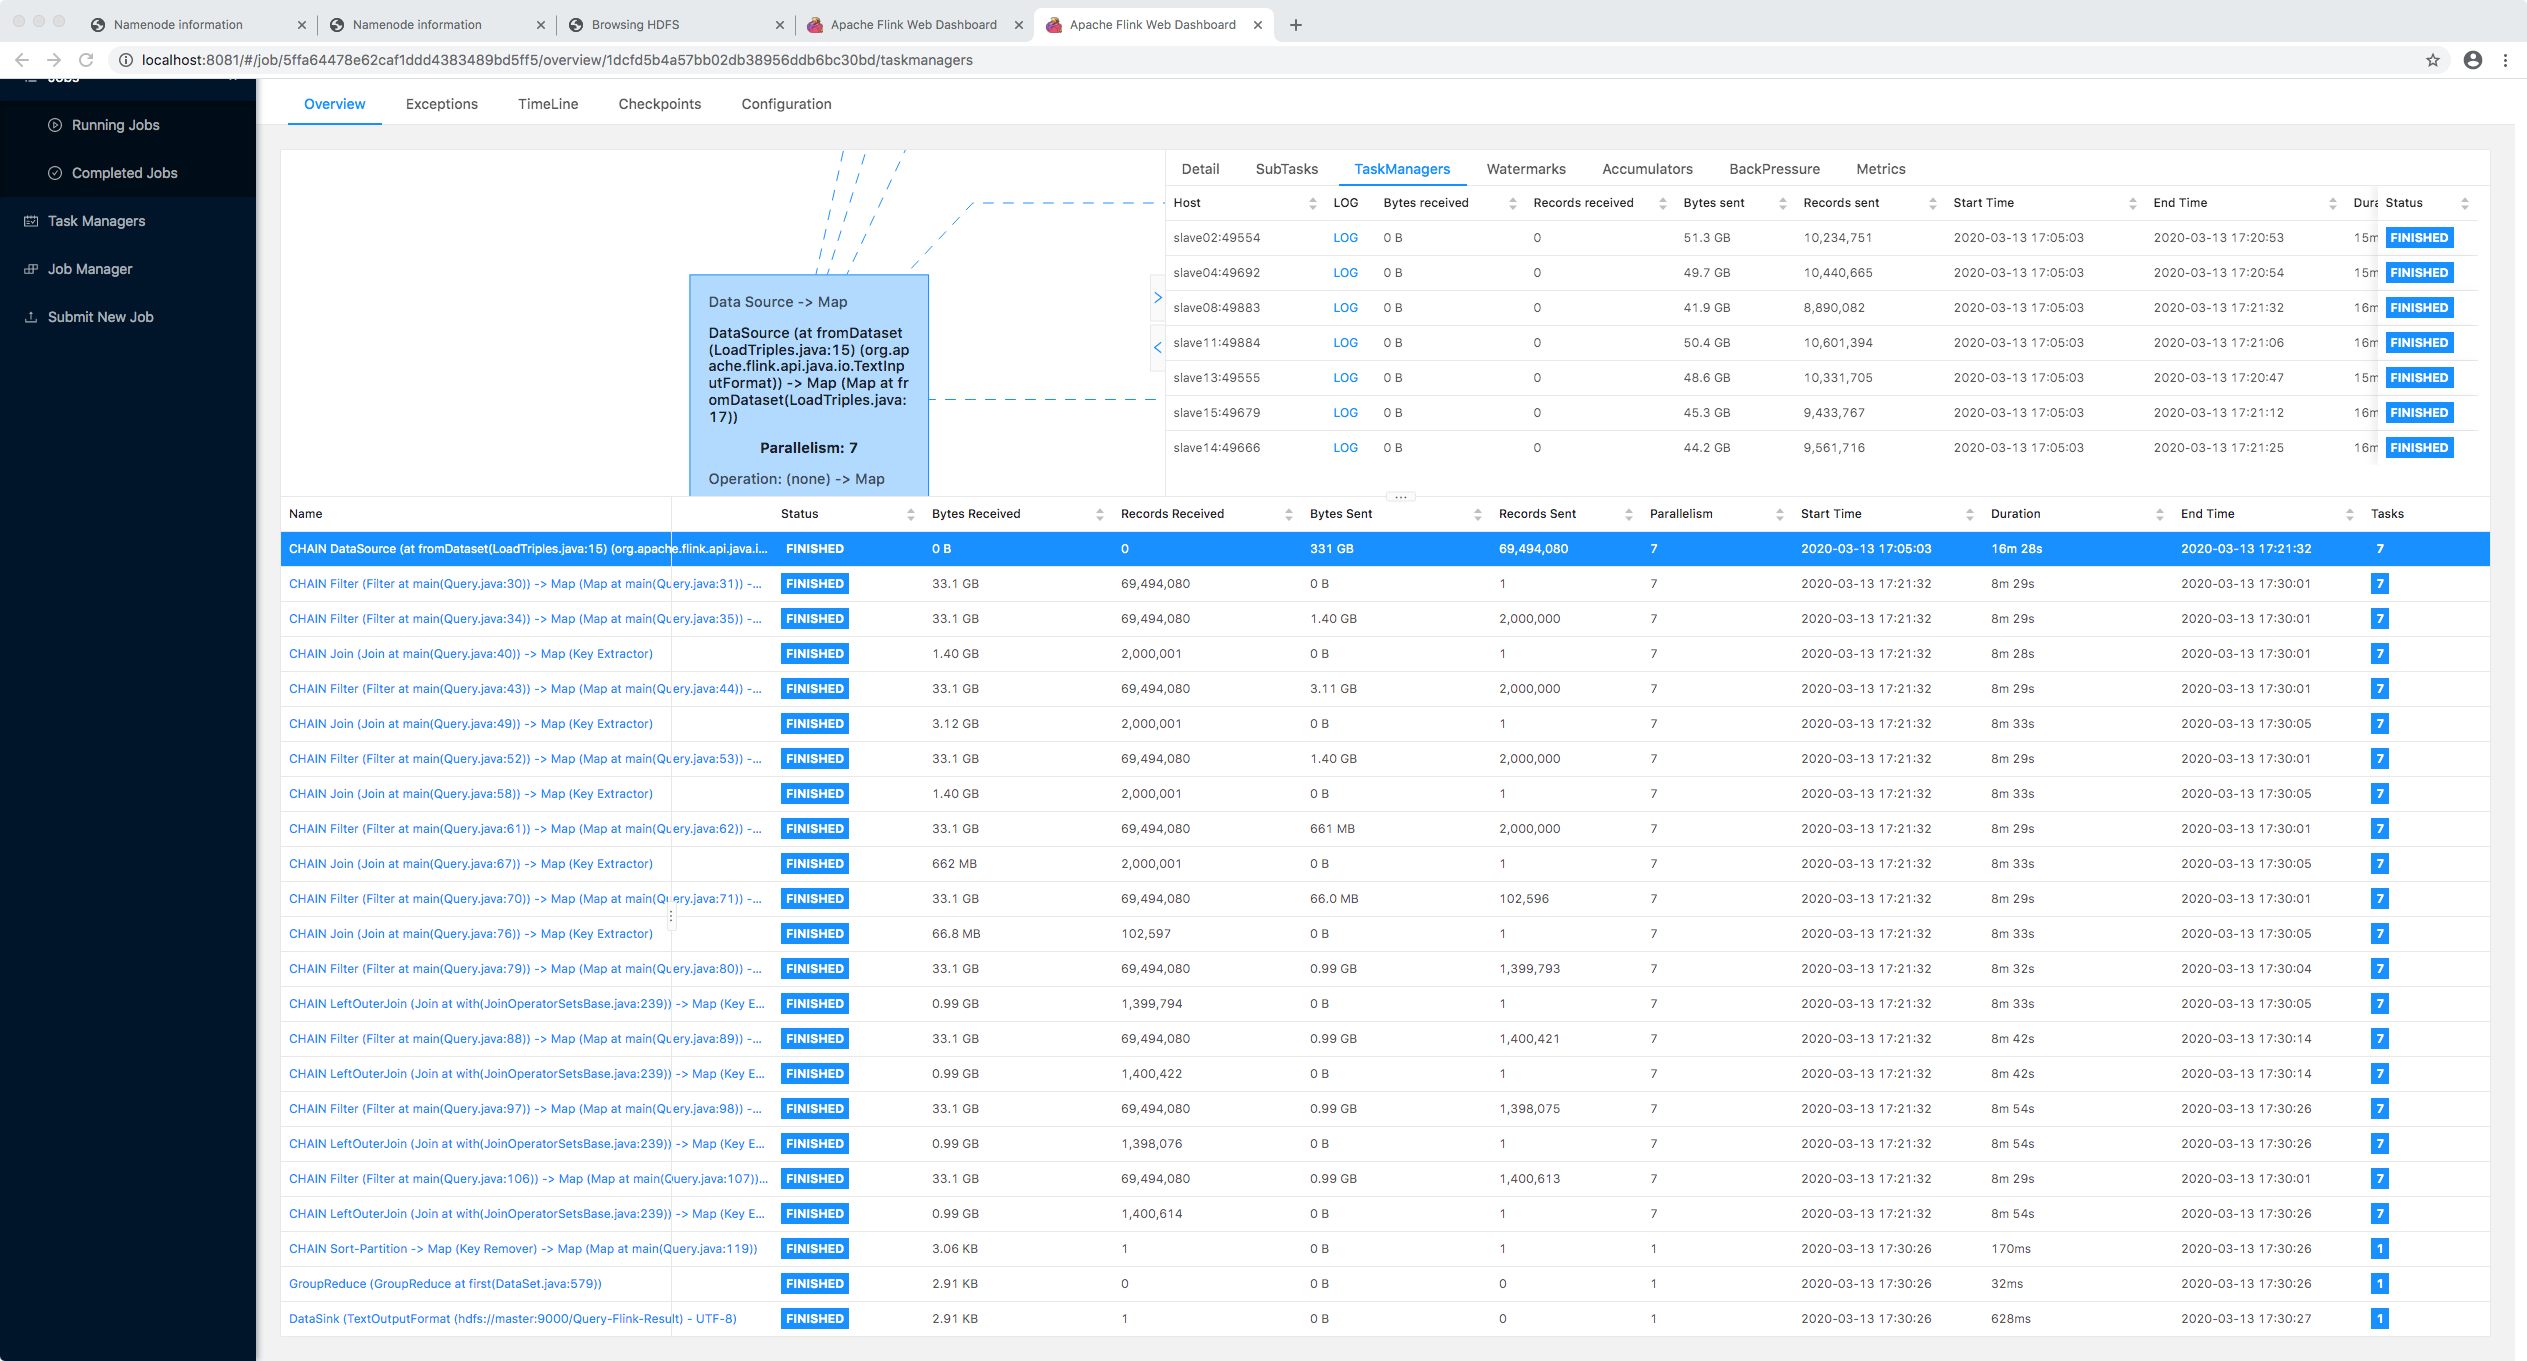 Namenode information
Namenode information
Browsing HDFS
Apache Flink Web Dashboard
Apache Flink Web Dashboard
localhost:8081/#/job/5ffa64478e62caf1ddd4383489bd5ff5/overview/1dcfd5b4a57bb02db38956ddb6bc30bd/taskmanagers
Jobs
Running Jobs
Completed Jobs
Task Managers
Job Manager
Submit New Job
Overview Exceptions TimeLine Checkpoints Configuration
Data Source -> Map
DataSource (at fromDataset
(LoadTriples.java:15) (org.ap
ache.flink.api.java.io.TextInp
utFormat)) -> Map (Map at fr
omDataset(LoadTriples.java:
17))
Parallelism: 7
Operation: (none) -> Map
Detail SubTasks TaskManagers Watermarks Accumulators BackPressure Metrics
Host LOG Bytes received Records received Bytes sent Records sent Start Time End Time Dura Status
slave02:49554 LOG 0 B 0 51.3 GB 10,234,751 2020-03-13 17:05:03 2020-03-13 17:20:53 15m FINISHED
slave04:49692 LOG 0 B 0 49.7 GB 10,440,665 2020-03-13 17:05:03 2020-03-13 17:20:54 15m FINISHED
slave08:49883 LOG 0 B 0 41.9 GB 8,890,082 2020-03-13 17:05:03 2020-03-13 17:21:32 16m FINISHED
slave11:49884 LOG 0 B 0 50.4 GB 10,601,394 2020-03-13 17:05:03 2020-03-13 17:21:06 16m FINISHED
slave13:49555 LOG 0 B 0 48.6 GB 10,331,705 2020-03-13 17:05:03 2020-03-13 17:20:47 15m FINISHED
slave15:49679 LOG 0 B 0 45.3 GB 9,433,767 2020-03-13 17:05:03 2020-03-13 17:21:12 16m FINISHED
slave14:49666 LOG 0 B 0 44.2 GB 9,561,716 2020-03-13 17:05:03 2020-03-13 17:21:25 16m FINISHED
Name Status Bytes Received Records Received Bytes Sent Records Sent Parallelism Start Time Duration End Time Tasks
CHAIN DataSource (at fromDataset(LoadTriples.java:15) (org.apache.flink.api.java.i... FINISHED 0 B 0 331 GB 69,494,080 7 2020-03-13 17:05:03 16m 28s 2020-03-13 17:21:32 7
CHAIN Filter (Filter at main(Query.java:30)) -> Map (Map at main(Query.java:31)) -... FINISHED 33.1 GB 69,494,080 0 B 1 7 2020-03-13 17:21:32 8m 29s 2020-03-13 17:30:01 7
CHAIN Filter (Filter at main(Query.java:34)) -> Map (Map at main(Query.java:35)) -... FINISHED 33.1 GB 69,494,080 1.40 GB 2,000,000 7 2020-03-13 17:21:32 8m 29s 2020-03-13 17:30:01 7
CHAIN Join (Join at main(Query.java:40)) -> Map (Key Extractor) FINISHED 1.40 GB 2,000,001 0 B 1 7 2020-03-13 17:21:32 8m 28s 2020-03-13 17:30:01 7
CHAIN Filter (Filter at main(Query.java:43)) -> Map (Map at main(Query.java:44)) -... FINISHED 33.1 GB 69,494,080 3.11 GB 2,000,000 7 2020-03-13 17:21:32 8m 29s 2020-03-13 17:30:01 7
CHAIN Join (Join at main(Query.java:49)) -> Map (Key Extractor) FINISHED 3.12 GB 2,000,001 0 B 1 7 2020-03-13 17:21:32 8m 33s 2020-03-13 17:30:05 7
CHAIN Filter (Filter at main(Query.java:52)) -> Map (Map at main(Query.java:53)) -... FINISHED 33.1 GB 69,494,080 1.40 GB 2,000,000 7 2020-03-13 17:21:32 8m 29s 2020-03-13 17:30:01 7
CHAIN Join (Join at main(Query.java:58)) -> Map (Key Extractor) FINISHED 1.40 GB 2,000,001 0 B 1 7 2020-03-13 17:21:32 8m 33s 2020-03-13 17:30:05 7
CHAIN Filter (Filter at main(Query.java:61)) -> Map (Map at main(Query.java:62)) -... FINISHED 33.1 GB 69,494,080 661 MB 2,000,000 7 2020-03-13 17:21:32 8m 29s 2020-03-13 17:30:01 7
CHAIN Join (Join at main(Query.java:67)) -> Map (Key Extractor) FINISHED 662 MB 2,000,001 0 B 1 7 2020-03-13 17:21:32 8m 33s 2020-03-13 17:30:05 7
CHAIN Filter (Filter at main(Query.java:70)) -> Map (Map at main(Query.java:71)) -... FINISHED 33.1 GB 69,494,080 66.0 MB 102,596 7 2020-03-13 17:21:32 8m 29s 2020-03-13 17:30:01 7
CHAIN Join (Join at main(Query.java:76)) -> Map (Key Extractor) FINISHED 66.8 MB 102,597 0 B 1 7 2020-03-13 17:21:32 8m 33s 2020-03-13 17:30:05 7
CHAIN Filter (Filter at main(Query.java:79)) -> Map (Map at main(Query.java:80)) -... FINISHED 33.1 GB 69,494,080 0.99 GB 1,399,793 7 2020-03-13 17:21:32 8m 32s 2020-03-13 17:30:04 7
CHAIN LeftOuterJoin (Join at with(JoinOperatorSetsBase.java:239)) -> Map (Key E... FINISHED 0.99 GB 1,399,794 0 B 1 7 2020-03-13 17:21:32 8m 33s 2020-03-13 17:30:05 7
CHAIN Filter (Filter at main(Query.java:88)) -> Map (Map at main(Query.java:89)) -... FINISHED 33.1 GB 69,494,080 0.99 GB 1,400,421 7 2020-03-13 17:21:32 8m 42s 2020-03-13 17:30:14 7
CHAIN LeftOuterJoin (Join at with(JoinOperatorSetsBase.java:239)) -> Map (Key E... FINISHED 0.99 GB 1,400,422 0 B 1 7 2020-03-13 17:21:32 8m 42s 2020-03-13 17:30:14 7
CHAIN Filter (Filter at main(Query.java:97)) -> Map (Map at main(Query.java:98)) -... FINISHED 33.1 GB 69,494,080 0.99 GB 1,398,075 7 2020-03-13 17:21:32 8m 54s 2020-03-13 17:30:26 7
CHAIN LeftOuterJoin (Join at with(JoinOperatorSetsBase.java:239)) -> Map (Key E... FINISHED 0.99 GB 1,398,076 0 B 1 7 2020-03-13 17:21:32 8m 54s 2020-03-13 17:30:26 7
CHAIN Filter (Filter at main(Query.java:106)) -> Map (Map at main(Query.java:107))... FINISHED 33.1 GB 69,494,080 0.99 GB 1,400,613 7 2020-03-13 17:21:32 8m 29s 2020-03-13 17:30:01 7
CHAIN LeftOuterJoin (Join at with(JoinOperatorSetsBase.java:239)) -> Map (Key E... FINISHED 0.99 GB 1,400,614 0 B 1 7 2020-03-13 17:21:32 8m 54s 2020-03-13 17:30:26 7
CHAIN Sort-Partition -> Map (Key Remover) -> Map (Map at main(Query.java:119)) FINISHED 3.06 KB 1 0 B 1 1 2020-03-13 17:30:26 170ms 2020-03-13 17:30:26 1
GroupReduce (GroupReduce at first(DataSet.java:579)) FINISHED 2.91 KB 0 0 B 0 1 2020-03-13 17:30:26 32ms 2020-03-13 17:30:26 1
DataSink (TextOutputFormat (hdfs://master:9000/Query-Flink-Result) - UTF-8) FINISHED 2.91 KB 1 0 B 0 1 2020-03-13 17:30:26 628ms 2020-03-13 17:30:27 1